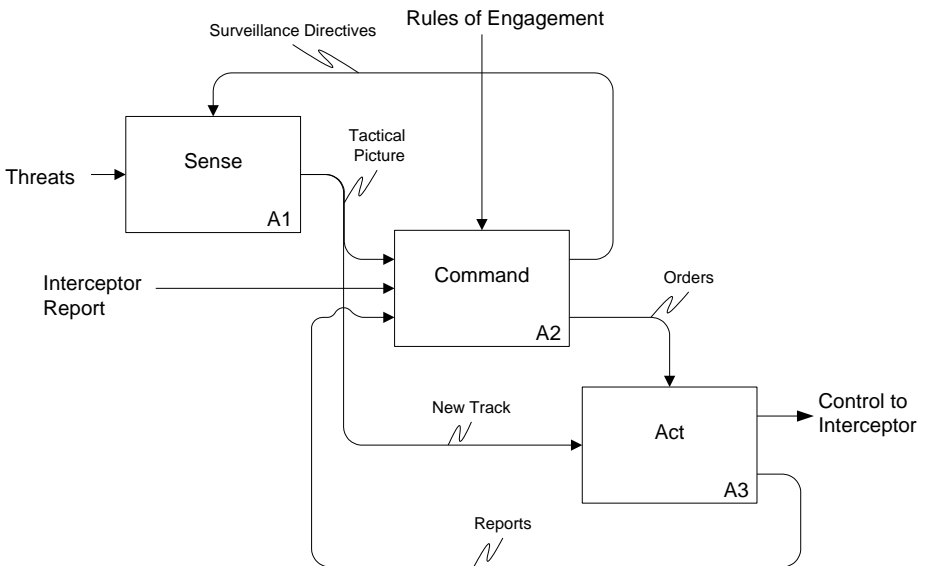 Rules of Engagement
Surveillance Directives
Tactical
Picture
Sense
Threats
A1
Interceptor
Report
Command
Orders
A2
Control to
Interceptor
New Track
Act
A3
Reports